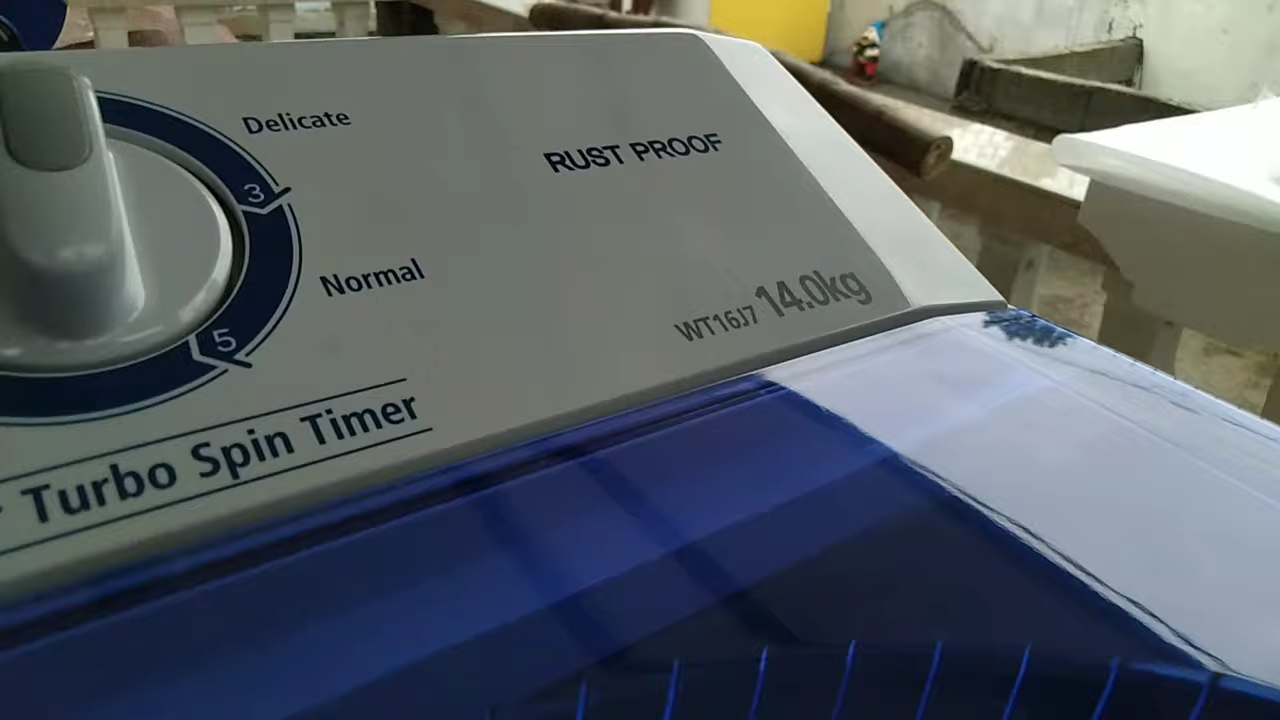 Delicate
RUST PROOF
3
Normal
WT16J7 14.0kg
5
Turbo Spin Timer